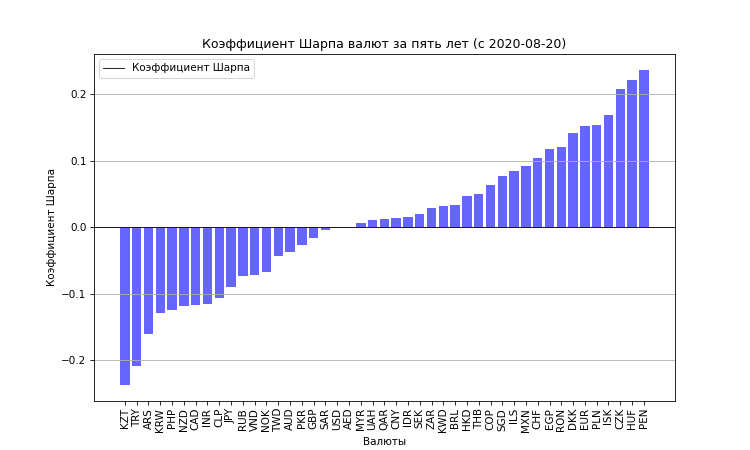 Коэффициент Шарпа валют за пять лет (с 2020-08-20)
Коэффициент Шарпа
Коэффициент Шарпа
0.2
0.1
0.0
−0.1
−0.2
KZT TRY ARS KRW PHP NZD CAD INR CLP JPY RUB VND NOK TWD AUD PKR GBP SAR USD AED MYR UAH QAR CNY IDR SEK ZAR KWD BRL HKD THB COP SGD ILS MXN CHF EGP RON DKK EUR PLN ISK CZK HUF PEN
Валюты